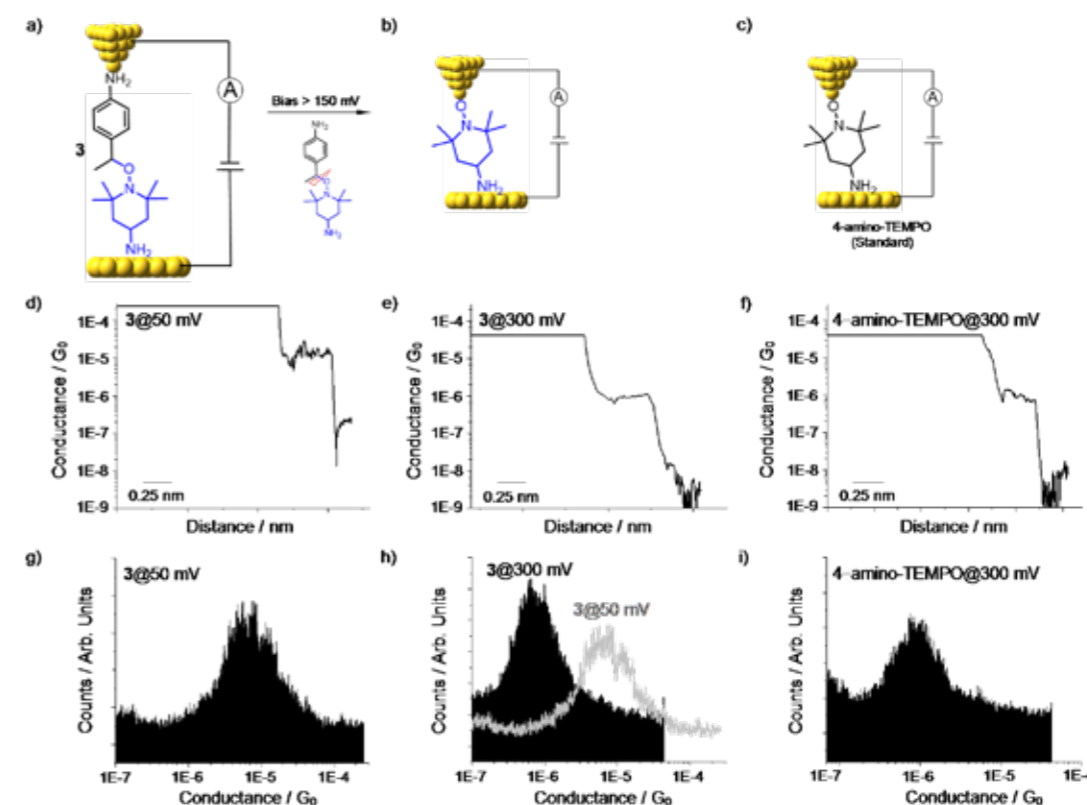 a)
b)
c)
NH2
A
3
O
N
NH2
Bias > 150 mV
NH2
O
N
NH2
A
O
N
NH2
A
O
N
NH2
4-amino-TEMPO
(Standard)
d)
3@50 mV
1E-4
1E-5
1E-6
1E-7
1E-8
1E-9
Conductance / G0
0.25 nm
Distance / nm
e)
3@300 mV
1E-4
1E-5
1E-6
1E-7
1E-8
1E-9
Conductance / G0
0.25 nm
Distance / nm
f)
4-amino-TEMPO@300 mV
1E-4
1E-5
1E-6
1E-7
1E-8
1E-9
Conductance / G0
0.25 nm
Distance / nm
g)
3@50 mV
Counts / Arb. Units
1E-7 1E-6 1E-5 1E-4
Conductance / G0
h)
3@300 mV
3@50 mV
Counts / Arb. Units
1E-7 1E-6 1E-5 1E-4
Conductance / G0
i)
4-amino-TEMPO@300 mV
Counts / Arb. Units
1E-7 1E-6 1E-5 1E-4
Conductance / G0